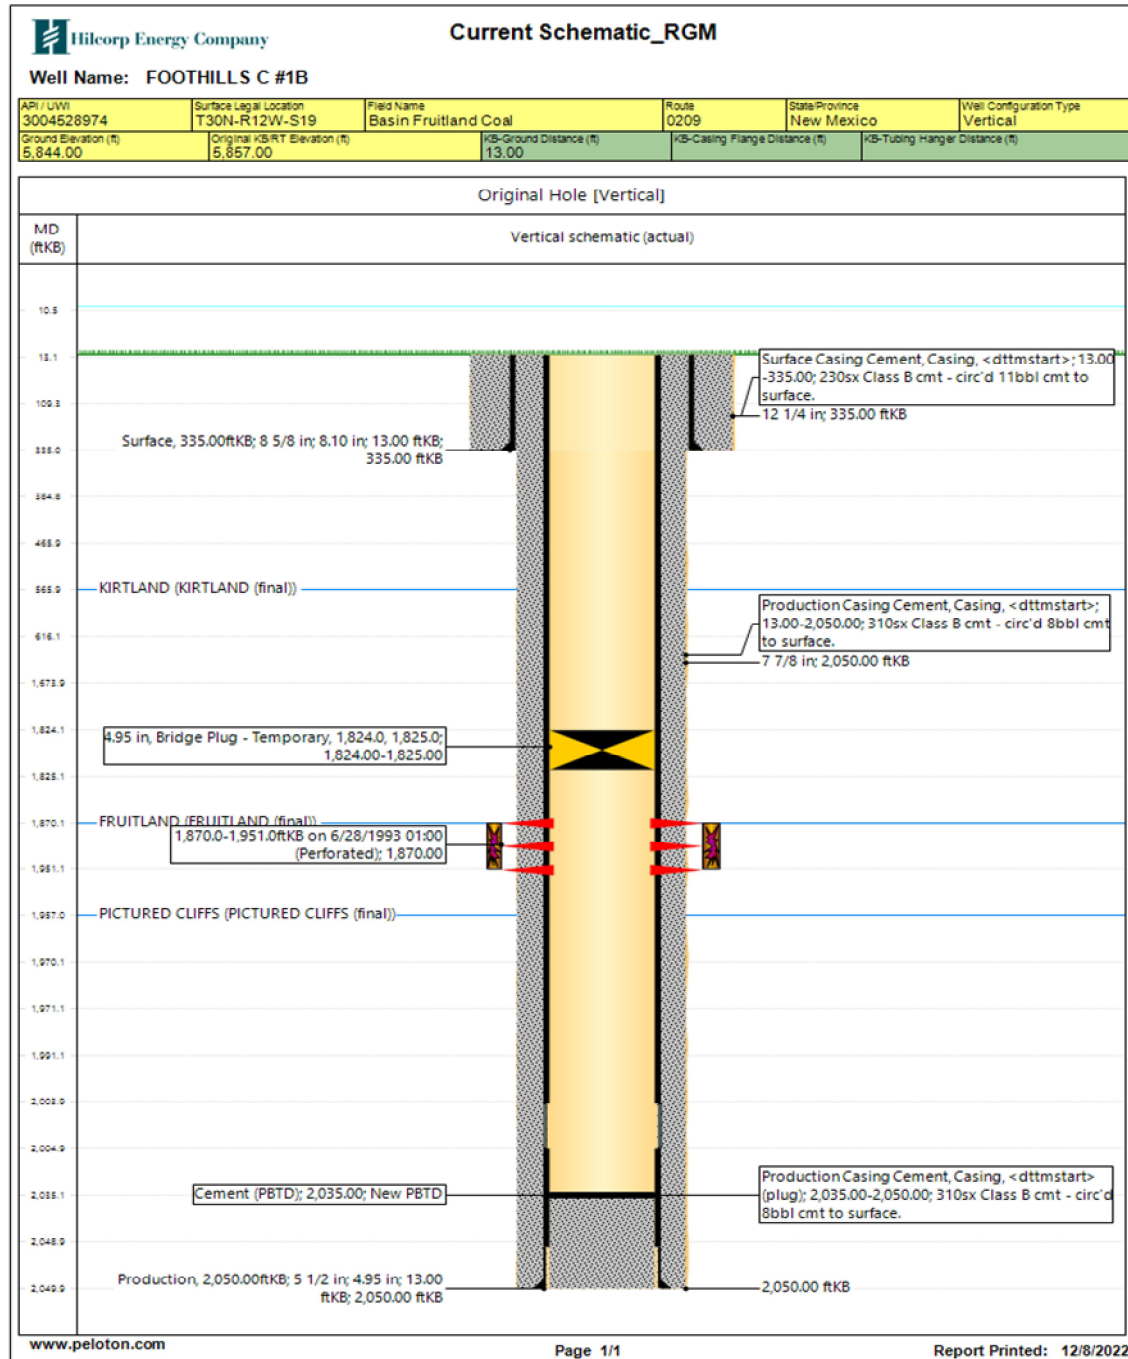 Hilcorp Energy Company
Current Schematic_RGM
Well Name: FOOTHILLS C #1B
API / UWI
3004528974
Surface Legal Location
T30N-R12W-S19
Field Name
Basin Fruitland Coal
Route
0209
State/Province
New Mexico
Well Configuration Type
Vertical
Ground Elevation (ft)
5,844.00
Original KB/RT Elevation (ft)
5,857.00
KB-Ground Distance (ft)
13.00
KB-Casing Flange Distance (ft)
KB-Tubing Hanger Distance (ft)
Original Hole [Vertical]
MD
(ftKB)
Vertical schematic (actual)
10.5
13.1
Surface Casing Cement, Casing, <dttmstart>; 13.00
-335.00; 230sx Class B cmt - circ'd 11bbl cmt to
surface.
109.3
12 1/4 in; 335.00 ftKB
Surface, 335.00ftKB; 8 5/8 in; 8.10 in; 13.00 ftKB;
335.00 ftKB
335.0
384.8
465.9
565.9
KIRTLAND (KIRTLAND (final))
Production Casing Cement, Casing, <dttmstart>;
13.00-2,050.00; 310sx Class B cmt - circ'd 8bbl cmt
to surface.
616.1
7 7/8 in; 2,050.00 ftKB
1,673.9
1,824.1
4.95 in, Bridge Plug - Temporary, 1,824.0, 1,825.0;
1,824.00-1,825.00
1,825.1
1,870.1
FRUITLAND (FRUITLAND (final))
1,870.0-1,951.0ftKB on 6/28/1993 01:00
(Perforated); 1,870.00
1,951.1
1,957.0
PICTURED CLIFFS (PICTURED CLIFFS (final))
1,970.1
1,971.1
1,991.1
2,003.9
2,004.9
2,035.1
Cement (PBTD); 2,035.00; New PBTD
Production Casing Cement, Casing, <dttmstart>
(plug); 2,035.00-2,050.00; 310sx Class B cmt - circ'd
8bbl cmt to surface.
2,048.9
Production, 2,050.00ftKB; 5 1/2 in; 4.95 in; 13.00
ftKB; 2,050.00 ftKB
2,049.9
2,050.00 ftKB
www.peloton.com
Page 1/1
Report Printed: 12/8/2022